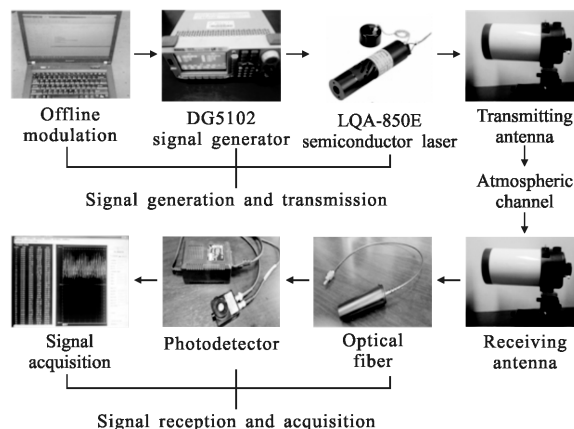 Offline
modulation
DG5102
signal generator
LQA-850E
semiconductor laser
Transmitting
antenna
Signal generation and transmission
Atmospheric
channel
Signal
acquisition
Photodetector
Optical
fiber
Receiving
antenna
Signal reception and acquisition